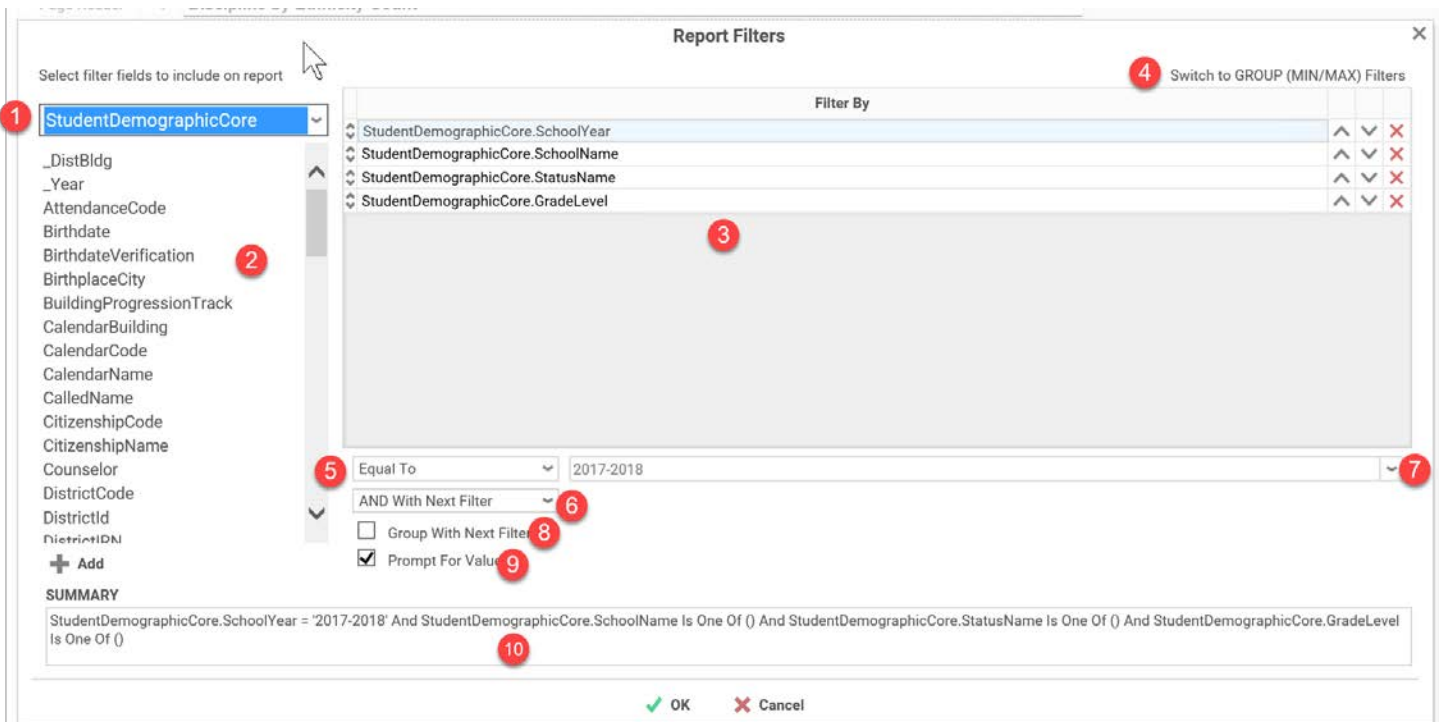 Report Filters
Select filter fields to include on report
4 Switch to GROUP (MIN/MAX) Filters
1 StudentDemographicCore
Filter By
StudentDemographicCore.SchoolYear
StudentDemographicCore.SchoolName
StudentDemographicCore.StatusName
StudentDemographicCore.GradeLevel
3
_DistBldg
_Year
AttendanceCode
Birthdate
BirthdateVerification
2
BirthplaceCity
BuildingProgressionTrack
CalendarBuilding
CalendarCode
CalendarName
CalledName
CitizenshipCode
CitizenshipName
Counselor
DistrictCode
DistrictId
DistrictIRN
Add
5 Equal To 2017-2018 7
AND With Next Filter 6
Group With Next Filter 8
Prompt For Value 9
SUMMARY
StudentDemographicCore.SchoolYear = '2017-2018' And StudentDemographicCore.SchoolName Is One Of () And StudentDemographicCore.StatusName Is One Of () And StudentDemographicCore.GradeLevel
Is One Of ()
10
OK Cancel